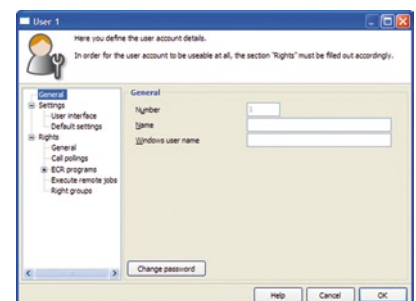 User 1
Here you define the user account details.
In order for the user account to be useable at all, the section "Rights" must be filled out accordingly.
General
Settings
User interface
Default settings
Rights
General
Call pollings
ECR programs
Execute remote jobs
Right groups
General
Number
1
Name
Windows user name
Change password
Help
Cancel
OK